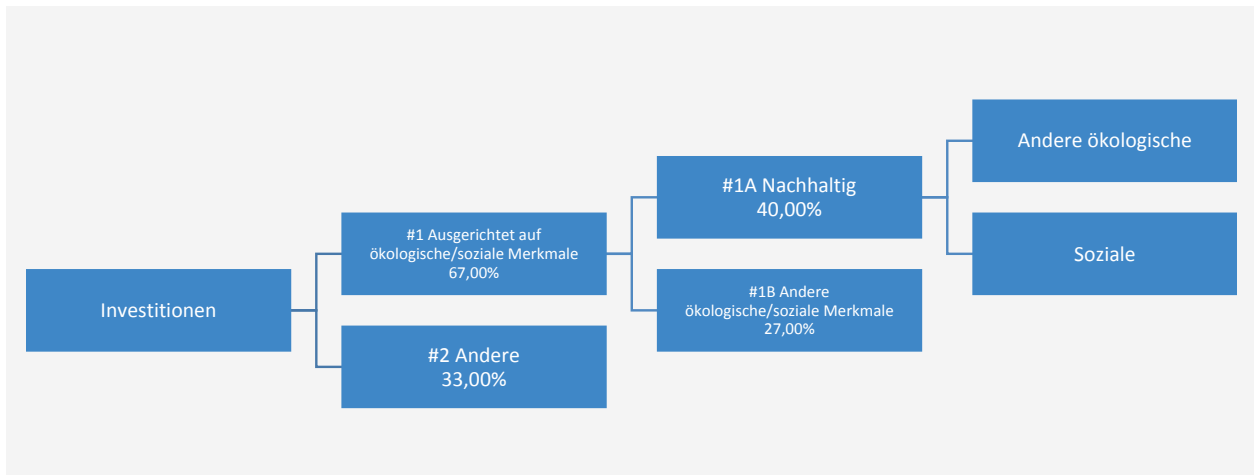 Investitionen
#1 Ausgerichtet auf
ökologische/soziale Merkmale
67,00%
#2 Andere
33,00%
#1A Nachhaltig
40,00%
#1B Andere
ökologische/soziale Merkmale
27,00%
Andere ökologische
Soziale